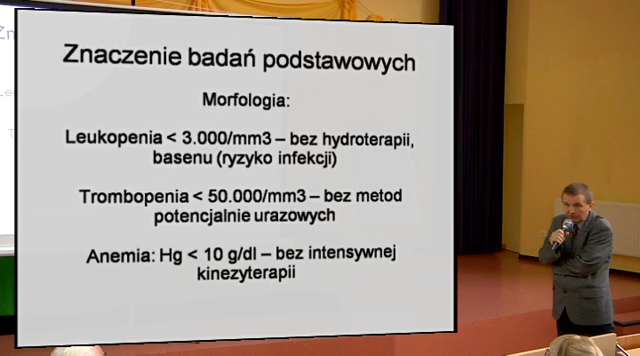 Znaczenie badań podstawowych
Morfologia:
Leukopenia < 3.000/mm3 – bez hydroterapii,
basenu (ryzyko infekcji)
Trombopenia < 50.000/mm3 – bez metod
potencjalnie urazowych
Anemia: Hg < 10 g/dl – bez intensywnej
kinezyterapii